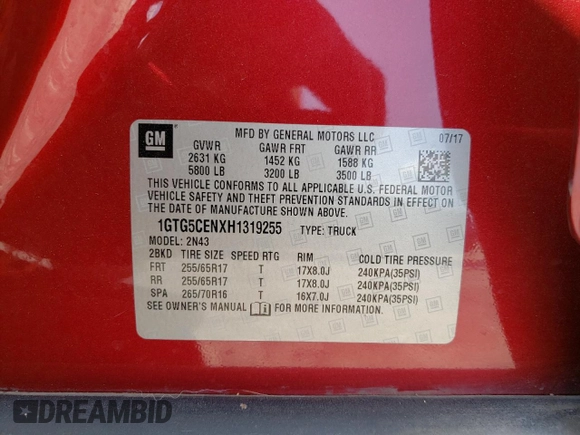 GM
MFD BY GENERAL MOTORS LLC 07/17
GVWR GAWR FRT GAWR RR
2631 KG 1452 KG 1588 KG
5800 LB 3200 LB 3500 LB
THIS VEHICLE CONFORMS TO ALL APPLICABLE U.S. FEDERAL MOTOR
VEHICLE SAFETY AND THEFT PREVENTION STANDARDS IN EFFECT ON
THE DATE OF MANUFACTURE SHOWN ABOVE.
1GTG5CENXH1319255 TYPE: TRUCK
MODEL: 2N43
2BKD TIRE SIZE SPEED RTG RIM COLD TIRE PRESSURE
FRT 255/65R17 T 17X8.0J 240KPA(35PSI)
RR 255/65R17 T 17X8.0J 240KPA(35PSI)
SPA 265/70R16 T 16X7.0J 240KPA(35PSI)
SEE OWNER'S MANUAL FOR MORE INFORMATION
DREAMBID